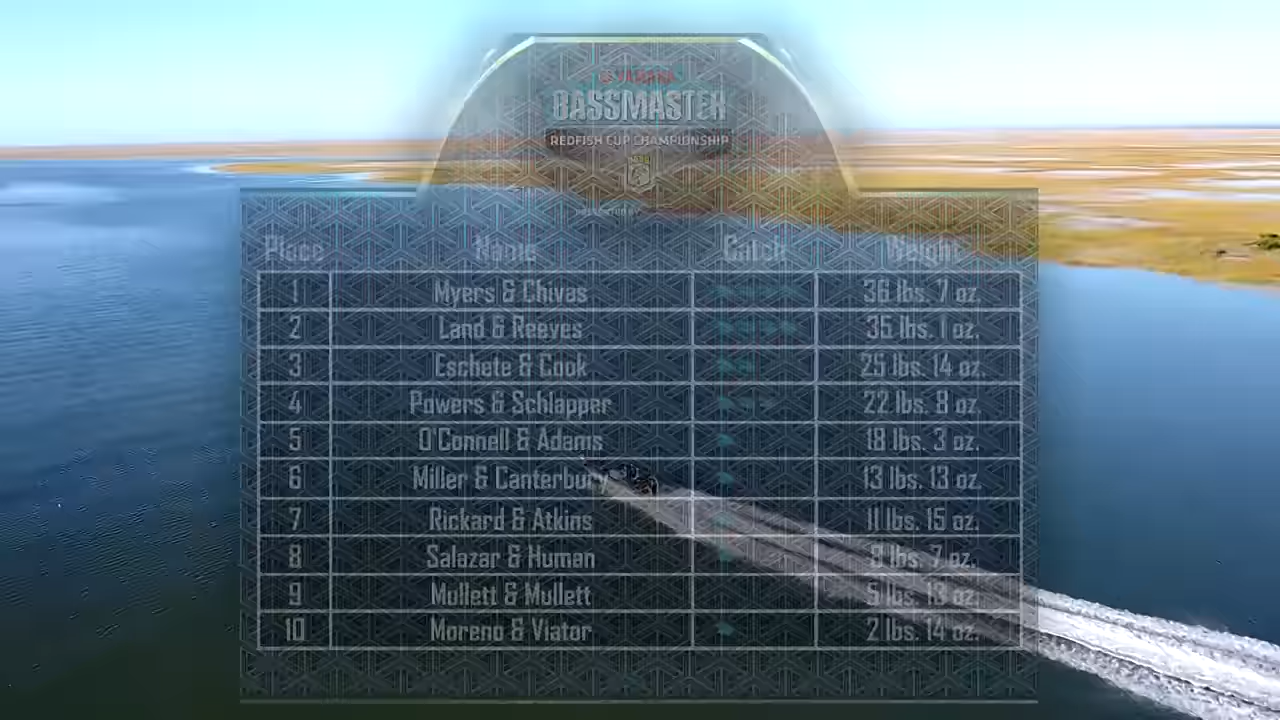 YAMAHA
BASSMASTER
REDFISH CUP CHAMPIONSHIP
PRESENTED BY
Place Name Catch Weight
1 Myers & Chivas 36 lbs. 7 oz.
2 Land & Reeves 35 lbs. 1 oz.
3 Eschete & Cook 25 lbs. 14 oz.
4 Powers & Schlapper 22 lbs. 8 oz.
5 O'Connell & Adams 18 lbs. 3 oz.
6 Miller & Canterbury 13 lbs. 13 oz.
7 Rickard & Atkins 11 lbs. 15 oz.
8 Salazar & Human lbs. 7 oz.
9 Mullett & Mullett 5 lbs. 13 oz.
10 Moreno & Viator 2 lbs. 14 oz.